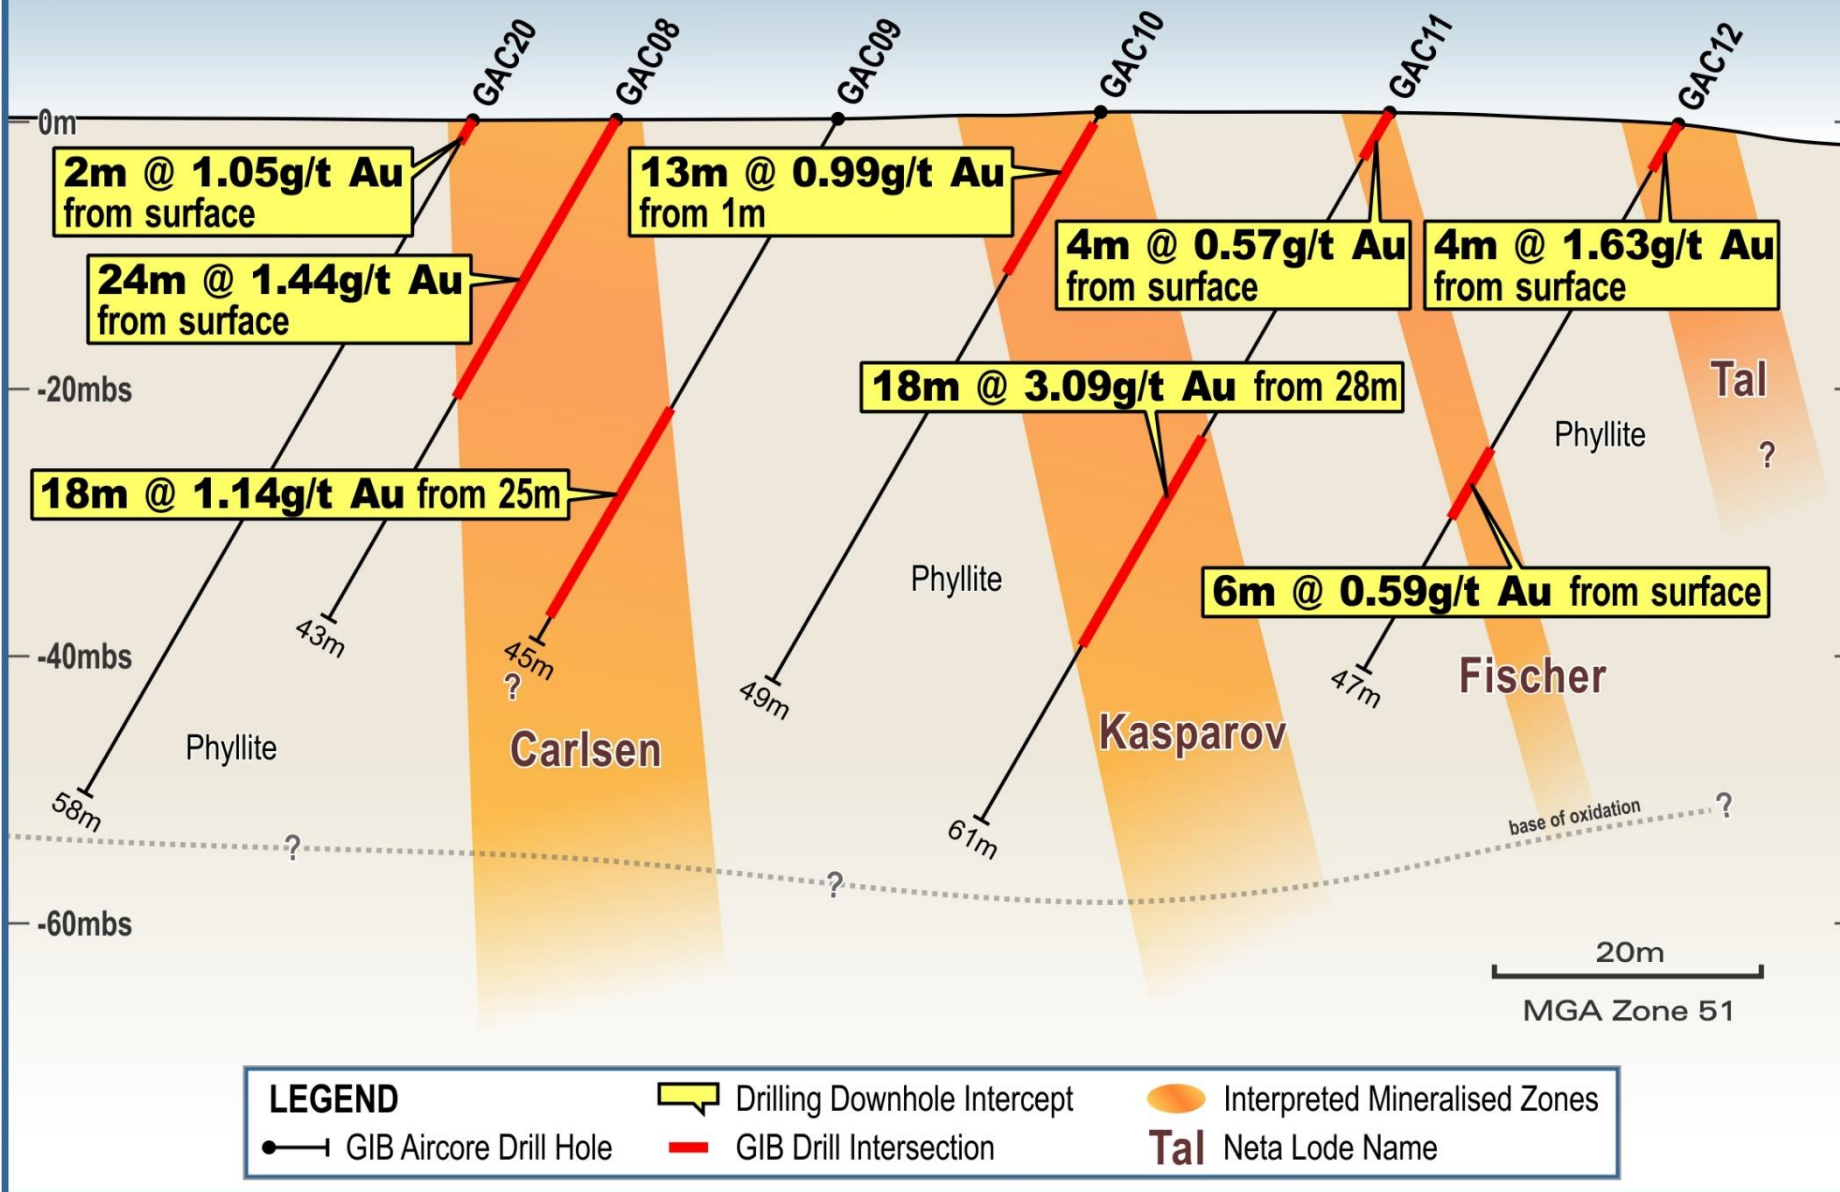 GAC20
GAC08
GAC09
GAC10
GAC11
GAC12
0m
2m @ 1.05g/t Au
from surface
13m @ 0.99g/t Au
from 1m
4m @ 0.57g/t Au
from surface
4m @ 1.63g/t Au
from surface
24m @ 1.44g/t Au
from surface
-20mbs
18m @ 3.09g/t Au from 28m
Tal
Phyllite
?
18m @ 1.14g/t Au from 25m
Phyllite
6m @ 0.59g/t Au from surface
43m
45m
-40mbs
?
49m
47m
Fischer
Phyllite
Carlsen
Kasparov
58m
61m
base of oxidation
?
?
?
-60mbs
20m
MGA Zone 51
LEGEND
Drilling Downhole Intercept
Interpreted Mineralised Zones
GIB Aircore Drill Hole
GIB Drill Intersection
Tal Neta Lode Name